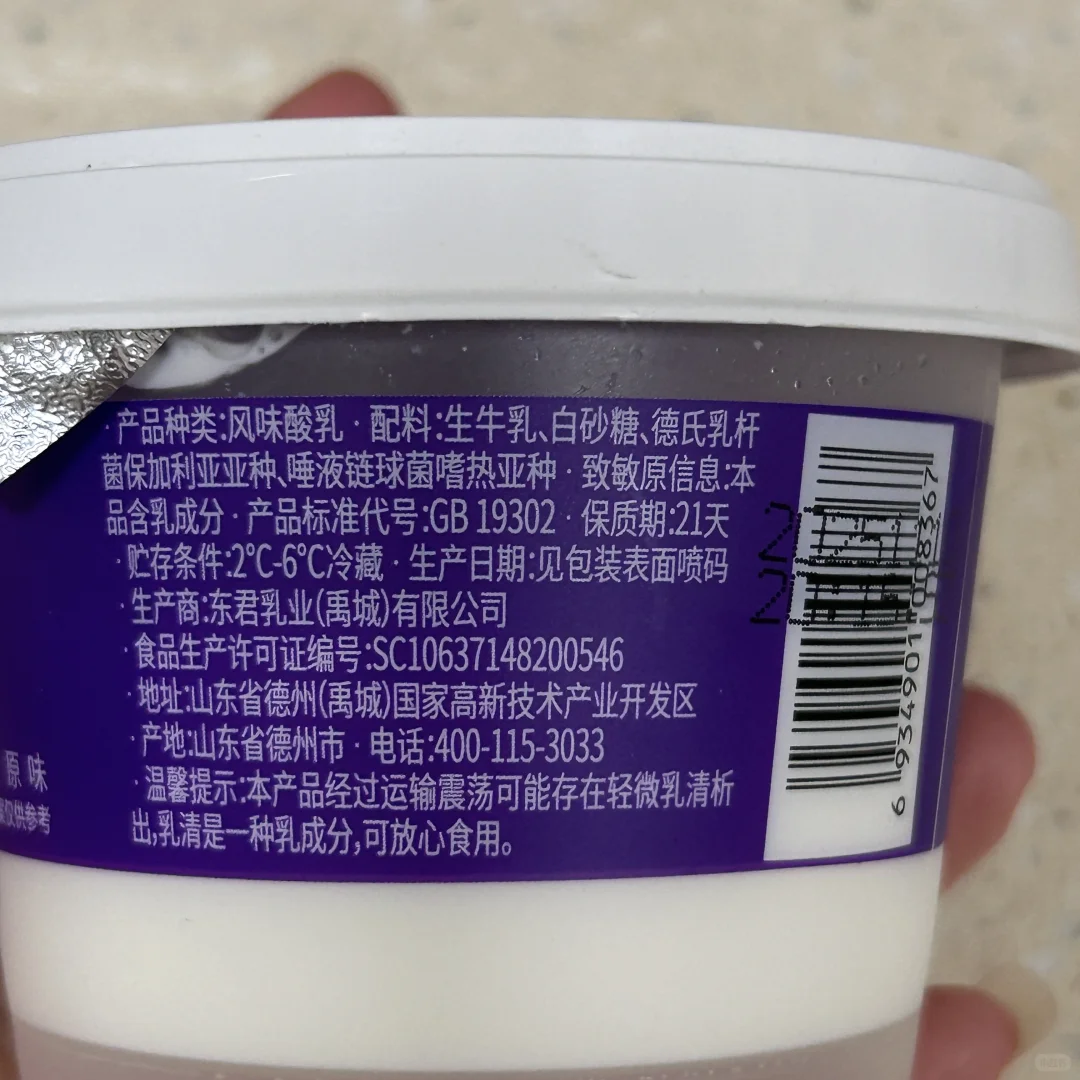 ·产品种类:风味酸乳 · 配料:生牛乳、白砂糖、德氏乳杆
菌保加利亚亚种、唾液链球菌嗜热亚种 · 致敏原信息:本
品含乳成分 · 产品标准代号:GB 19302 · 保质期:21天
·贮存条件:2℃-6℃冷藏 · 生产日期:见包装表面喷码
·生产商:东君乳业(禹城)有限公司
·食品生产许可证编号:SC10637148200546
·地址:山东省德州(禹城)国家高新技术产业开发区
·产地:山东省德州市 · 电话:400-115-3033
·温馨提示:本产品经过运输震荡可能存在轻微乳清析
出,乳清是一种乳成分,可放心食用。
原味
仅供参考
6 934901 008367